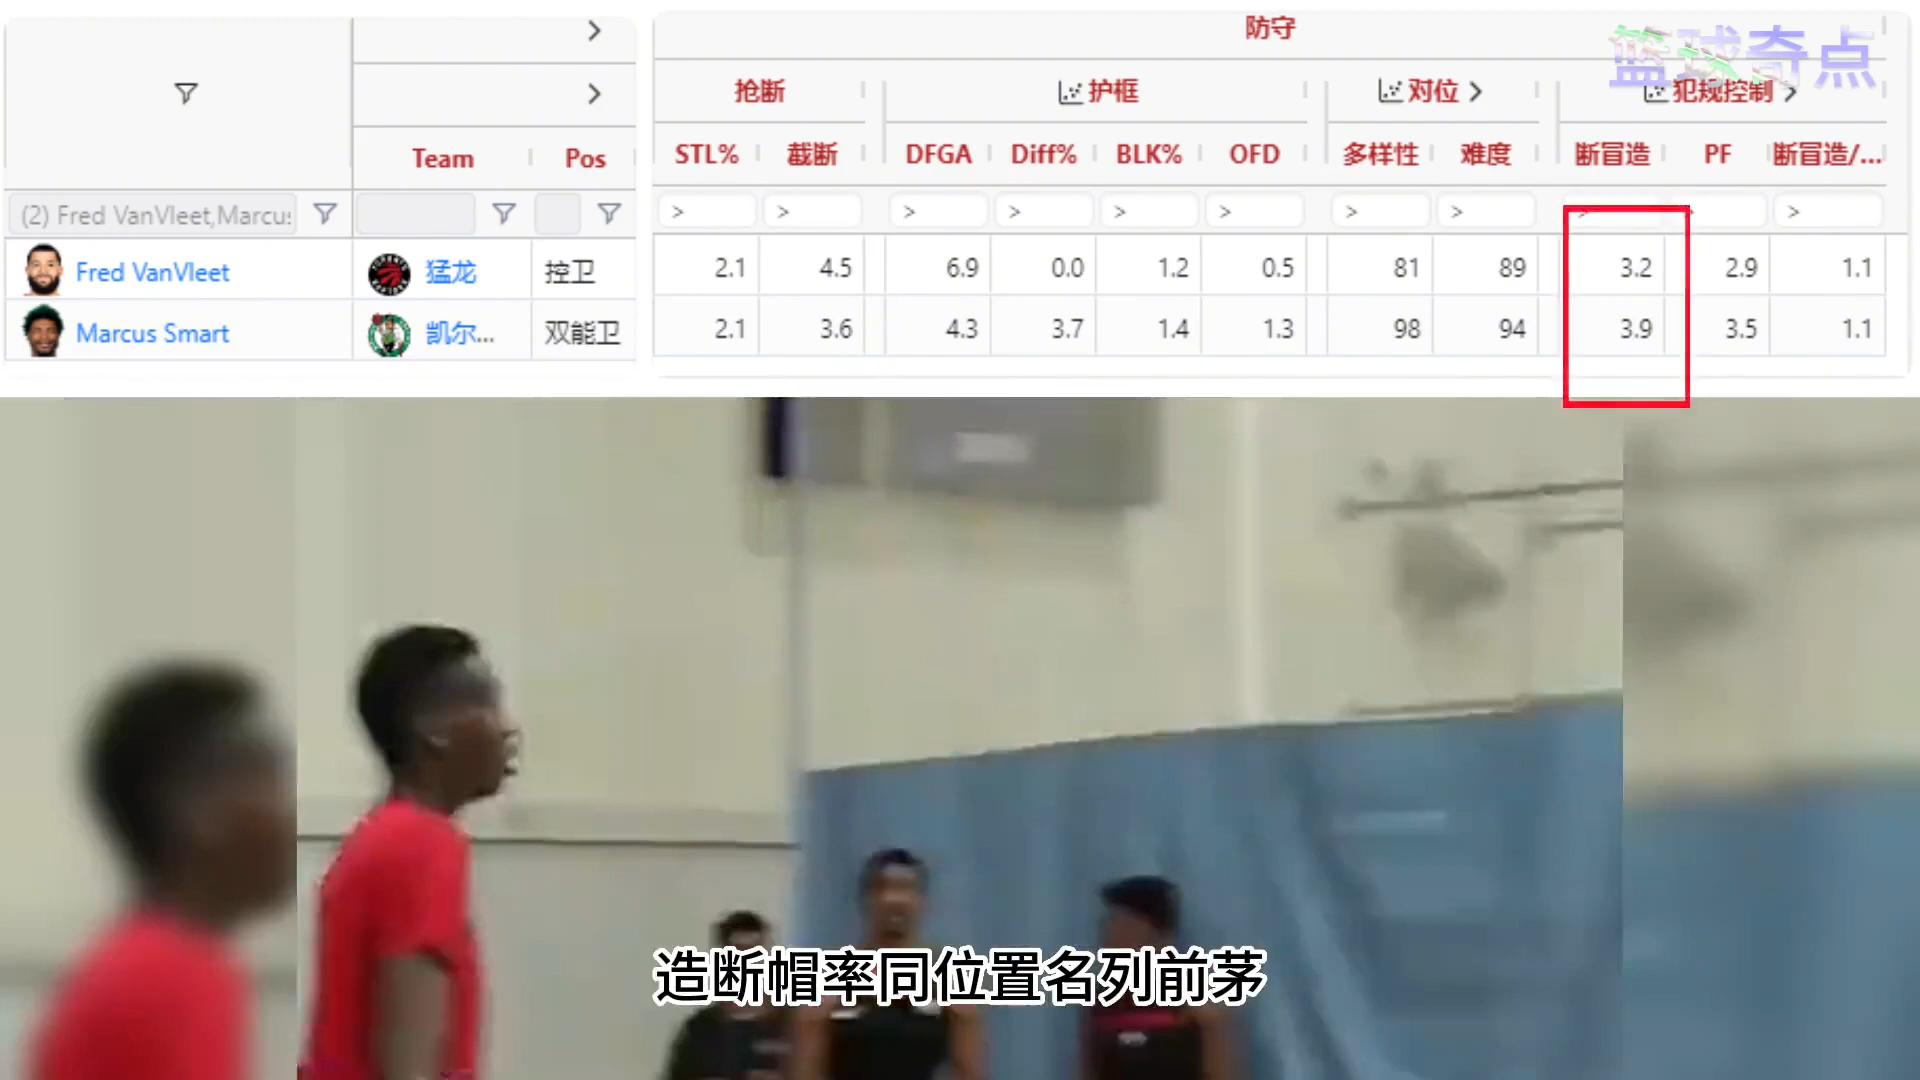 防守
篮球奇点
抢断 护框 对位 犯规控制
Team Pos STL% 截断 DFGA Diff% BLK% OFD 多样性 难度 断冒造 PF 断冒造/...
(2) Fred VanVleet,Marcus > > > > > > > > > > >
Fred VanVleet 猛龙 控卫 2.1 4.5 6.9 0.0 1.2 0.5 81 89 3.2 2.9 1.1
Marcus Smart 凯尔... 双能卫 2.1 3.6 4.3 3.7 1.4 1.3 98 94 3.9 3.5 1.1
造断帽率同位置名列前茅